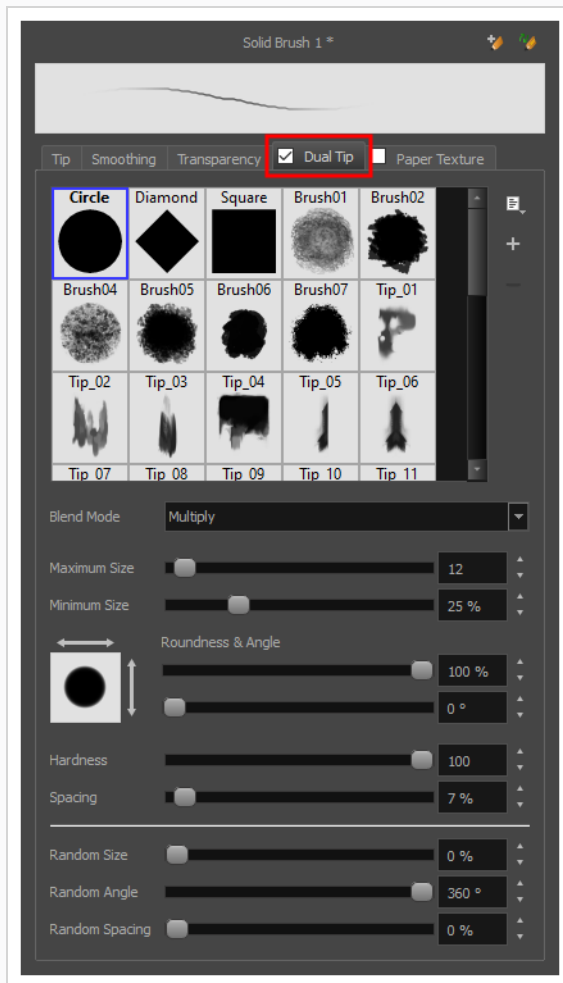 Solid Brush 1 *
Tip Smoothing Transparency Dual Tip Paper Texture
Circle Diamond Square Brush01 Brush02
Brush04 Brush05 Brush06 Brush07 Tip_01
Tip_02 Tip_03 Tip_04 Tip_05 Tip_06
Tip_07 Tip_08 Tip_09 Tip_10 Tip_11
Blend Mode Multiply
Maximum Size 12
Minimum Size 25 %
Roundness & Angle
100 %
0 °
Hardness 100
Spacing 7 %
Random Size 0 %
Random Angle 360 °
Random Spacing 0 %